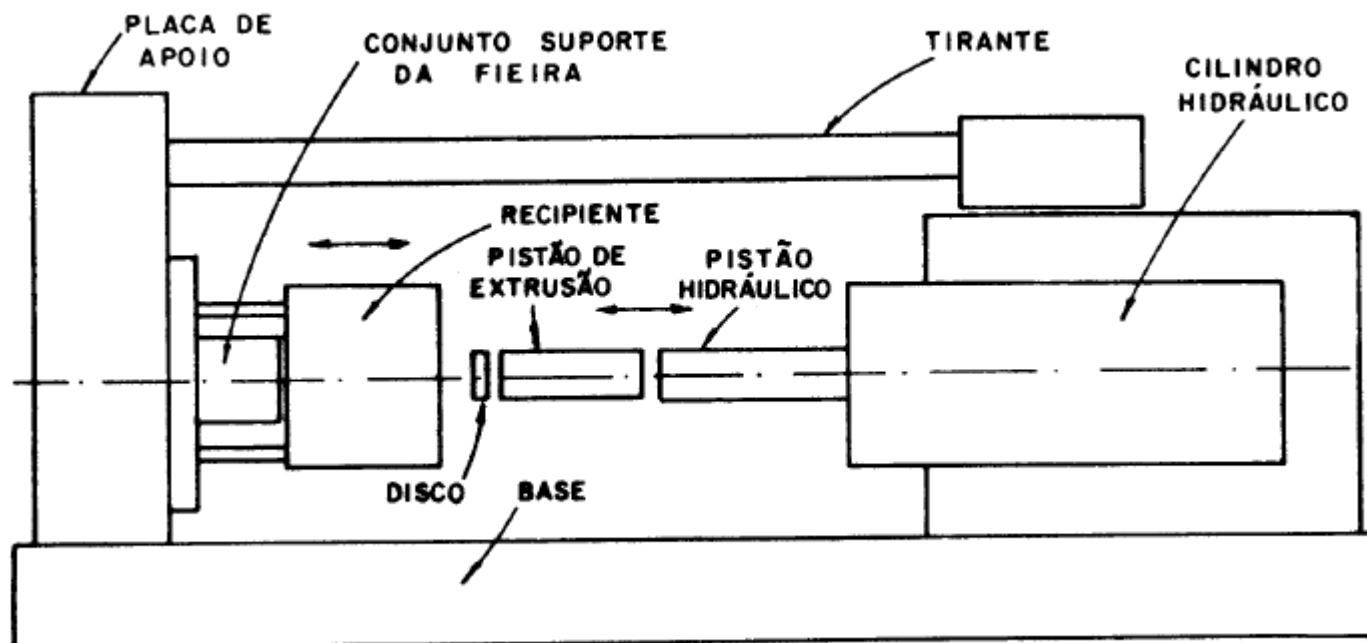 PLACA DE
APOIO
CONJUNTO SUPORTE
DA FIEIRA
TIRANTE
CILINDRO
HIDRÁULICO
RECIPIENTE
PISTÃO DE
EXTRUSÃO
PISTÃO
HIDRÁULICO
DISCO
BASE